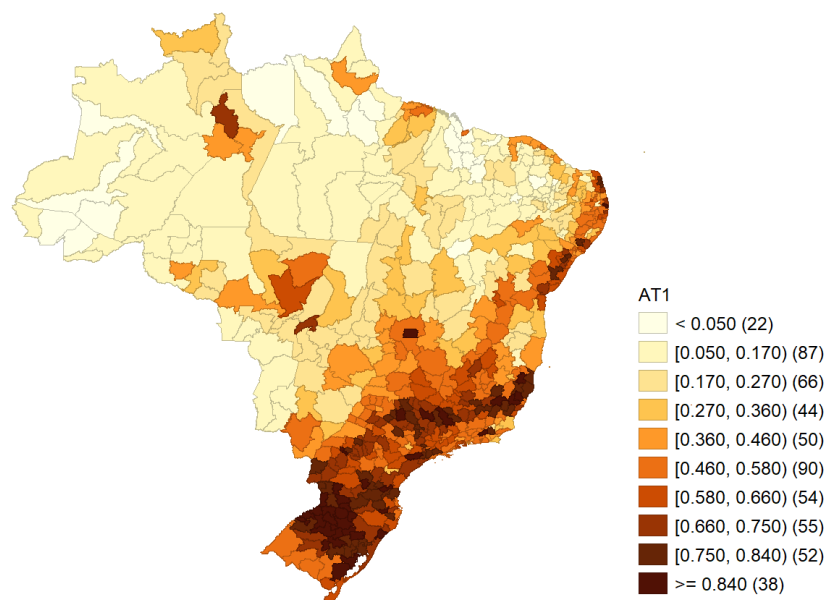 AT1
< 0.050 (22)
[0.050, 0.170) (87)
[0.170, 0.270) (66)
[0.270, 0.360) (44)
[0.360, 0.460) (50)
[0.460, 0.580) (90)
[0.580, 0.660) (54)
[0.660, 0.750) (55)
[0.750, 0.840) (52)
>= 0.840 (38)